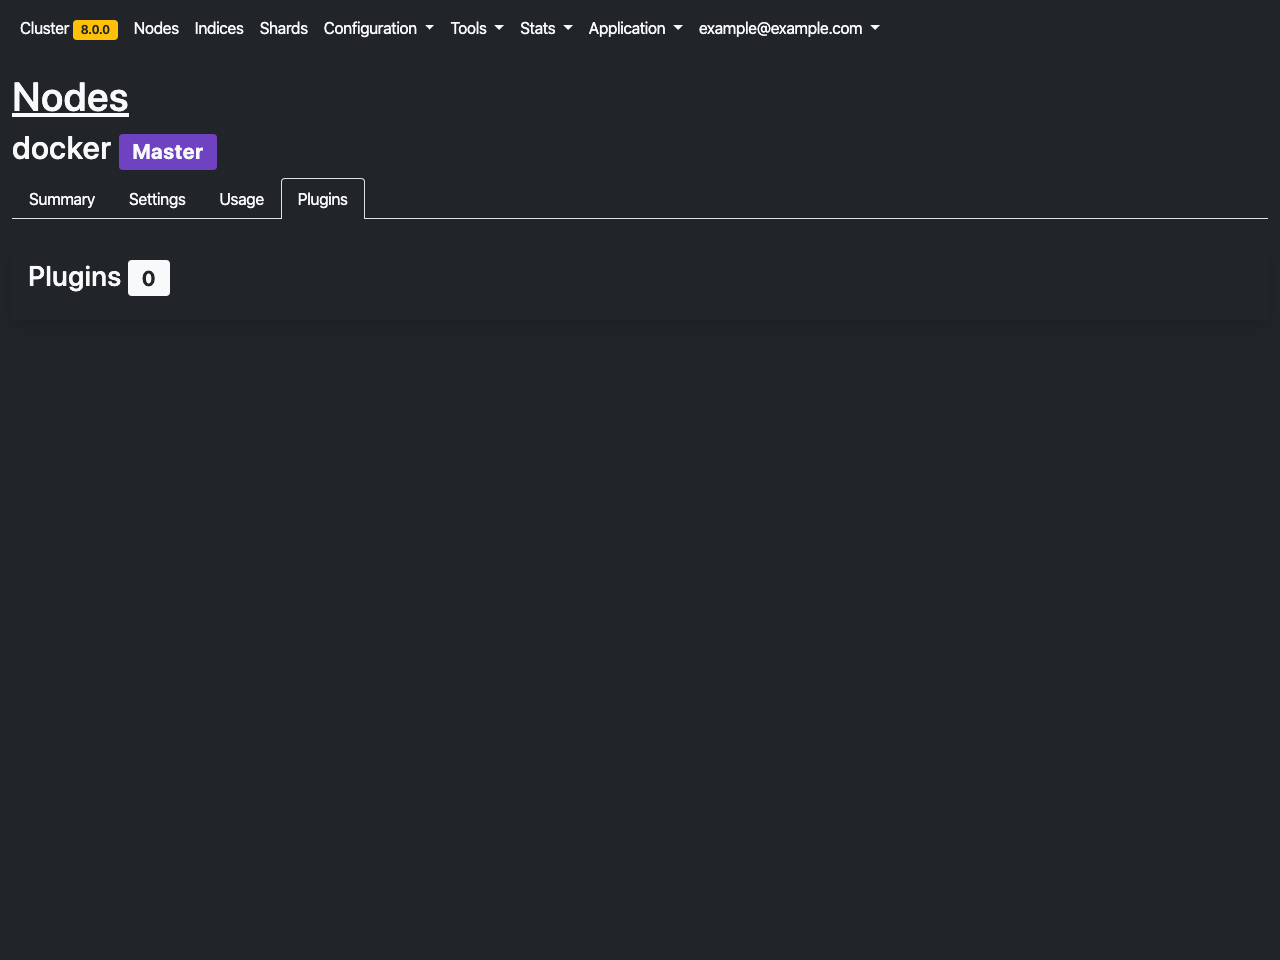 Cluster 8.0.0 Nodes Indices Shards Configuration Tools Stats Application example@example.com
Nodes
docker Master
Summary Settings Usage Plugins
Plugins 0